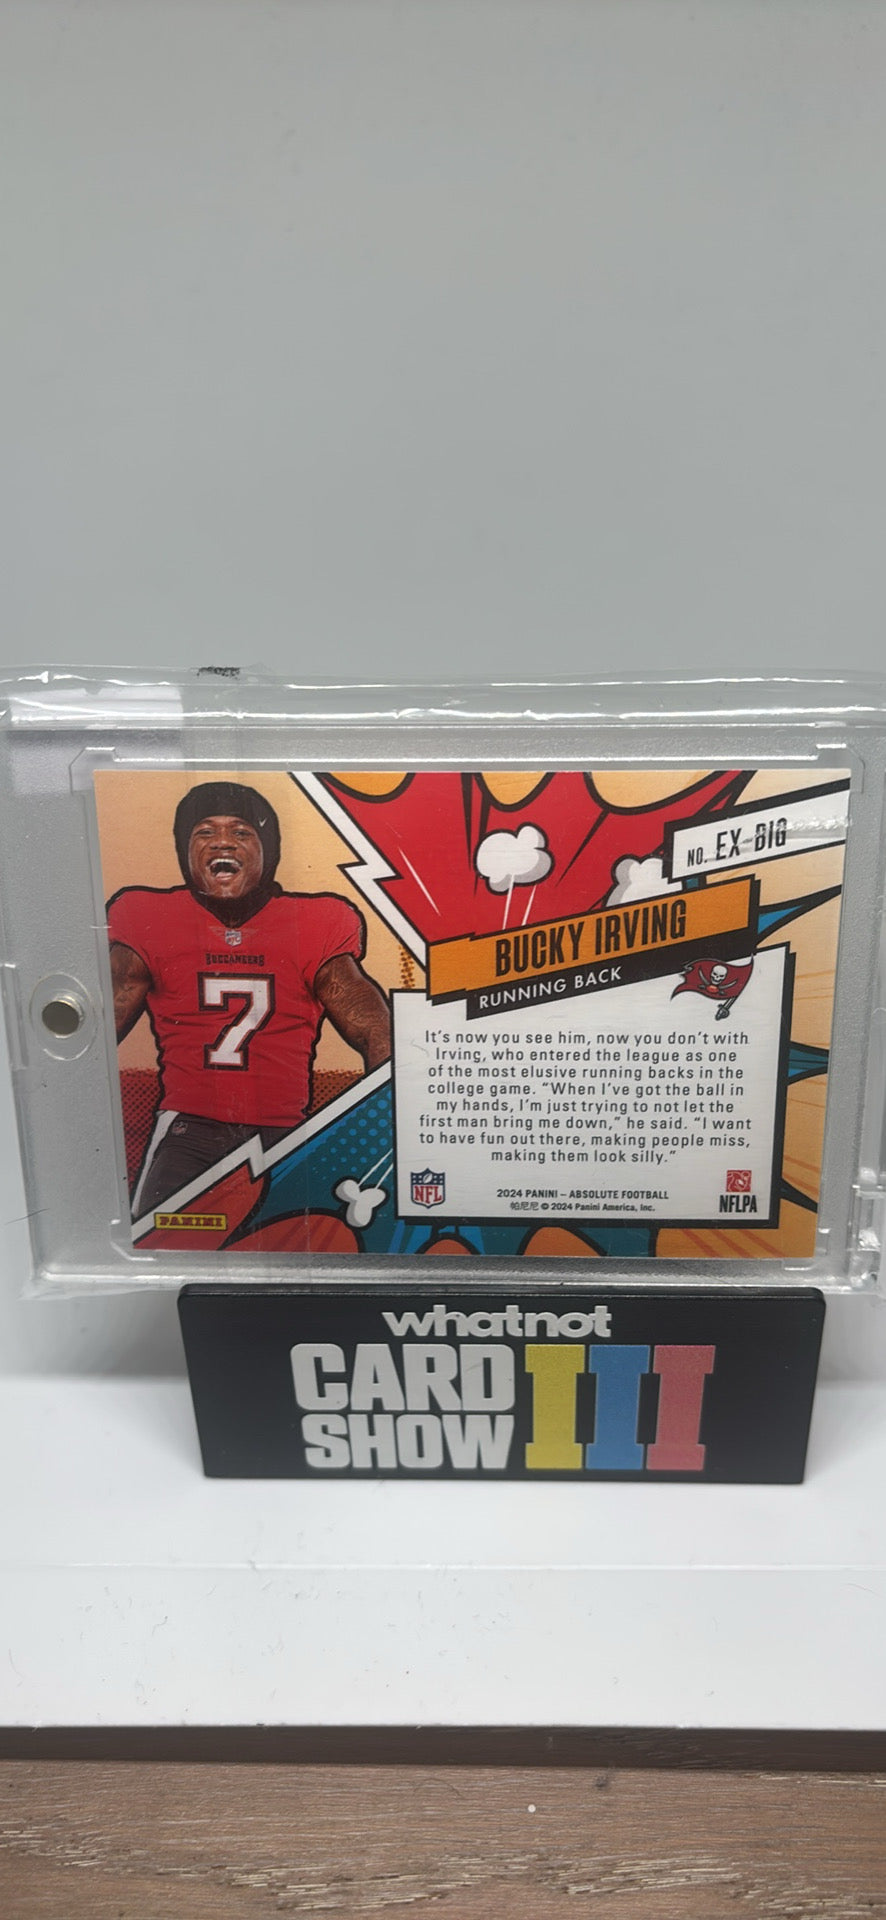 NO. EX-BIG
BUCKY IRVING
RUNNING BACK
BUCCANEERS
7
It's now you see him, now you don't with
Irving, who entered the league as one
of the most elusive running backs in the
college game. “When I've got the ball in
my hands, I'm just trying to not let the
first man bring me down,” he said. “I want
to have fun out there, making people miss,
making them look silly.”
NFL
2024 PANINI – ABSOLUTE FOOTBALL
帕尼尼 © 2024 Panini America, Inc.
NFLPA
PANINI
whatnot
CARD
SHOW
III